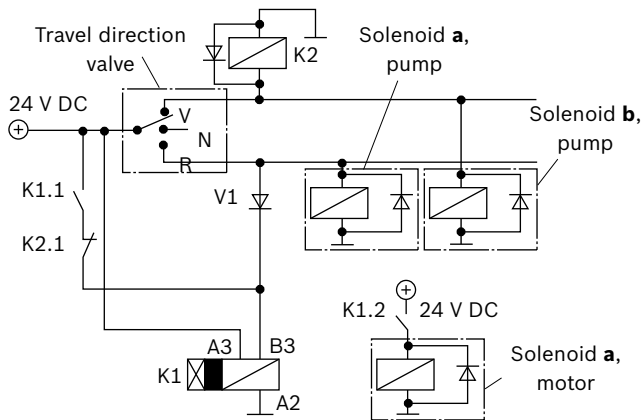 Travel direction
valve
K2
Solenoid a,
pump
24 V DC
V
N
R
Solenoid b,
pump
K1.1
V1
K2.1
K1.2
24 V DC
A3
B3
K1
A2
Solenoid a,
motor